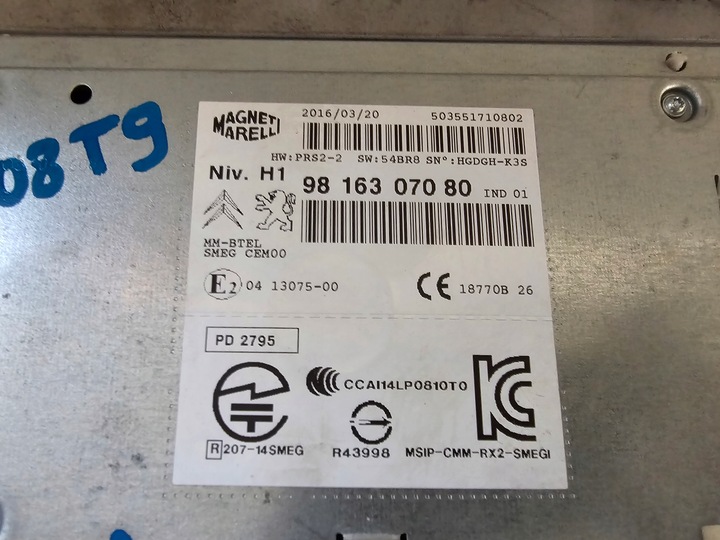 08T9
MAGNETI
MARELLI
2016/03/20 503551710802
HW:PRS2-2 SW:54BR8 SN°:HGDGH-K3S
Niv. H1 98 163 070 80 IND 01
MM-BTEL
SMEG CEM00
E2 04 13075-00 CE 18770B 26
PD 2795
CCAI14LP0810T0
R 207-14SMEG R43998 MSIP-CMM-RX2-SMEGI